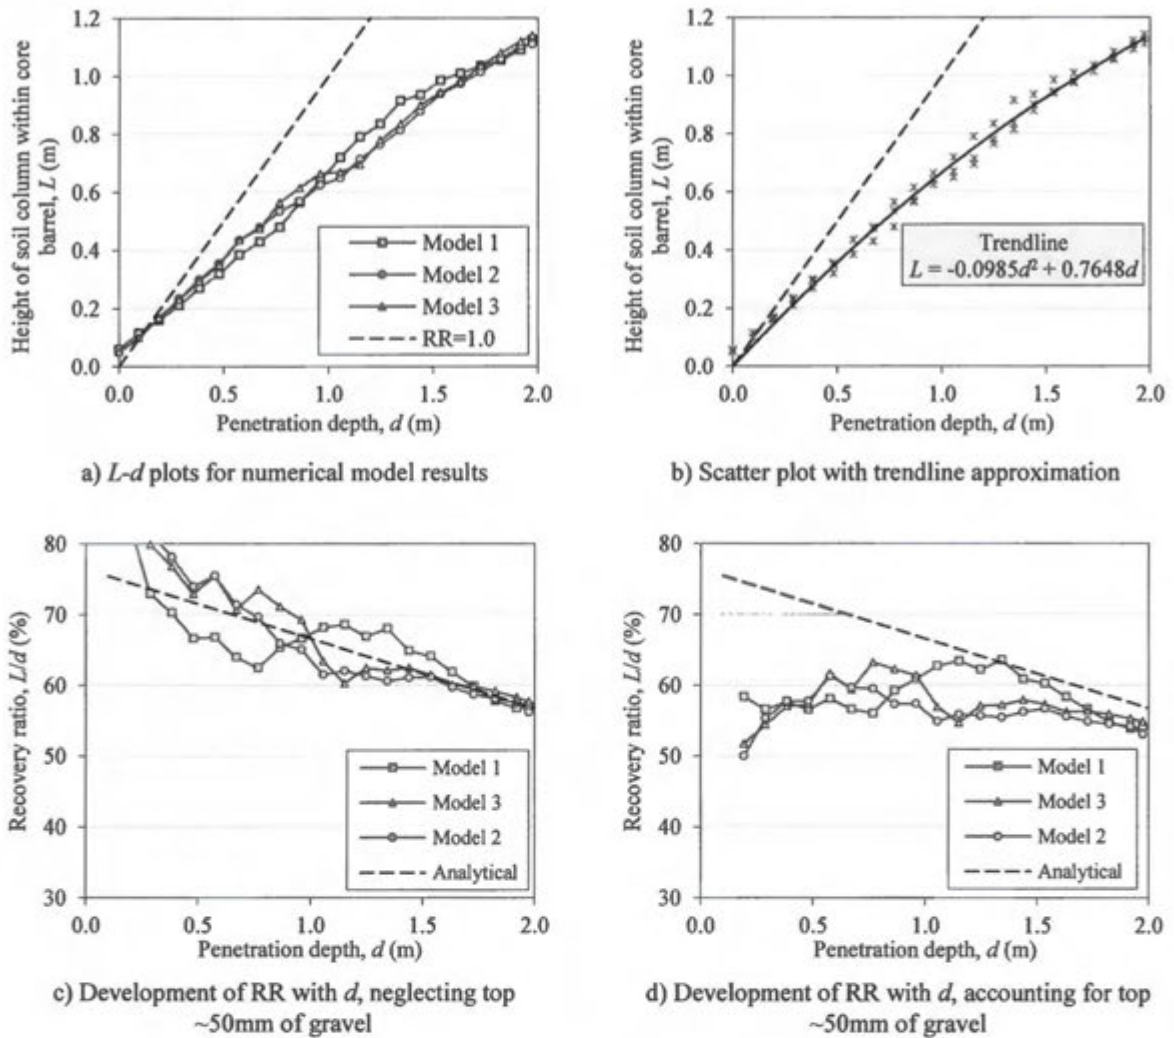 Height of soil column within core
barrel, L (m)
1.2
1.0
0.8
0.6
0.4
0.2
0.0
0.0
0.5
1.0
1.5
2.0
Penetration depth, d (m)
Model 1
Model 2
Model 3
RR=1.0
a) L-d plots for numerical model results
Height of soil column within core
barrel, L (m)
1.2
1.0
0.8
0.6
0.4
0.2
0.0
0.0
0.5
1.0
1.5
2.0
Penetration depth, d (m)
Trendline
L = -0.0985d² + 0.7648d
b) Scatter plot with trendline approximation
Recovery ratio, L/d (%)
80
70
60
50
40
30
0.0
0.5
1.0
1.5
2.0
Penetration depth, d (m)
Model 1
Model 3
Model 2
Analytical
c) Development of RR with d, neglecting top
~50mm of gravel
Recovery ratio, L/d (%)
80
70
60
50
40
30
0.0
0.5
1.0
1.5
2.0
Penetration depth, d (m)
Model 1
Model 3
Model 2
Analytical
d) Development of RR with d, accounting for top
~50mm of gravel